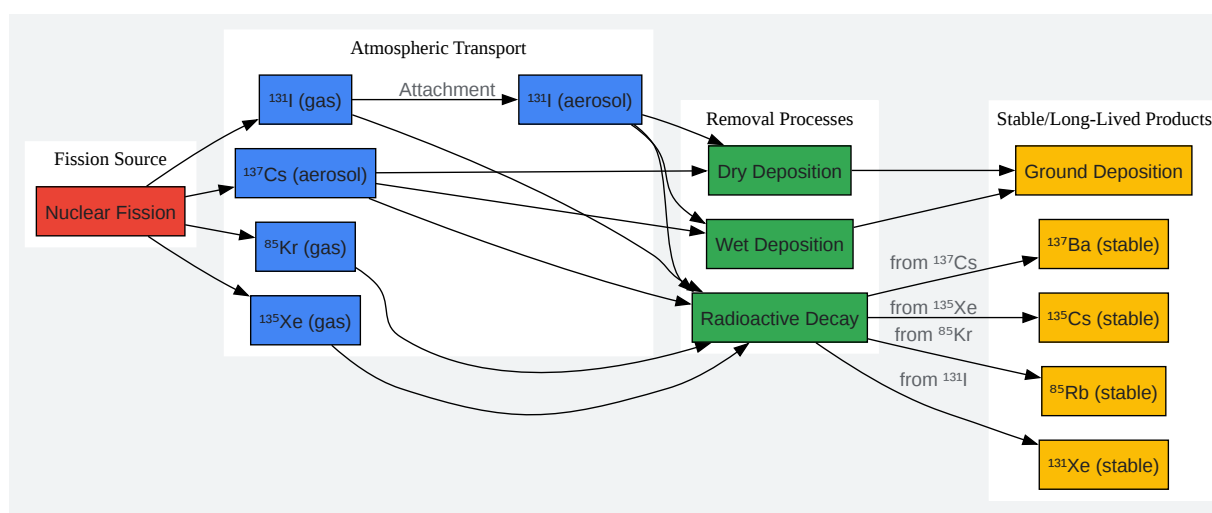 Atmospheric Transport
¹³¹I (gas)
Attachment
¹³¹I (aerosol)
Removal Processes
Stable/Long-Lived Products
Fission Source
¹³⁷Cs (aerosol)
Dry Deposition
Ground Deposition
Nuclear Fission
⁸⁵Kr (gas)
Wet Deposition
¹³⁷Ba (stable)
from ¹³⁷Cs
¹³⁵Xe (gas)
Radioactive Decay
from ¹³⁵Xe
¹³⁵Cs (stable)
from ⁸⁵Kr
⁸⁵Rb (stable)
from ¹³¹I
¹³¹Xe (stable)